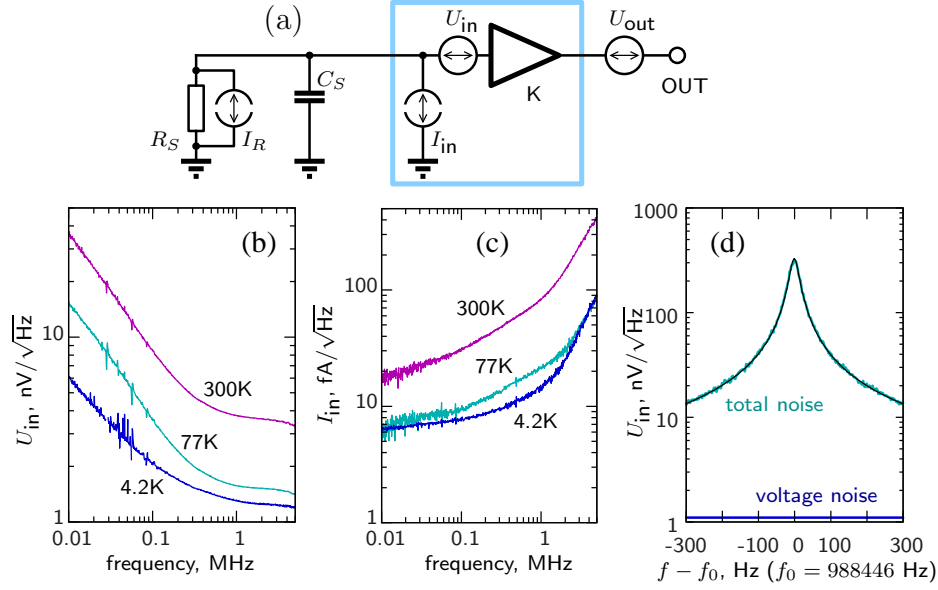 (a)
U_in
U_out
C_S
K
OUT
R_S
I_R
I_in
(b)
(c)
(d)
U_in, nV/√Hz
10
1
300K
77K
4.2K
0.01
0.1
1
frequency, MHz
I_in, fA/√Hz
100
10
1
300K
77K
4.2K
0.01
0.1
1
frequency, MHz
U_in, nV/√Hz
1000
100
10
1
total noise
voltage noise
-300
-100
0
100
300
f − f_0, Hz (f_0 = 988446 Hz)